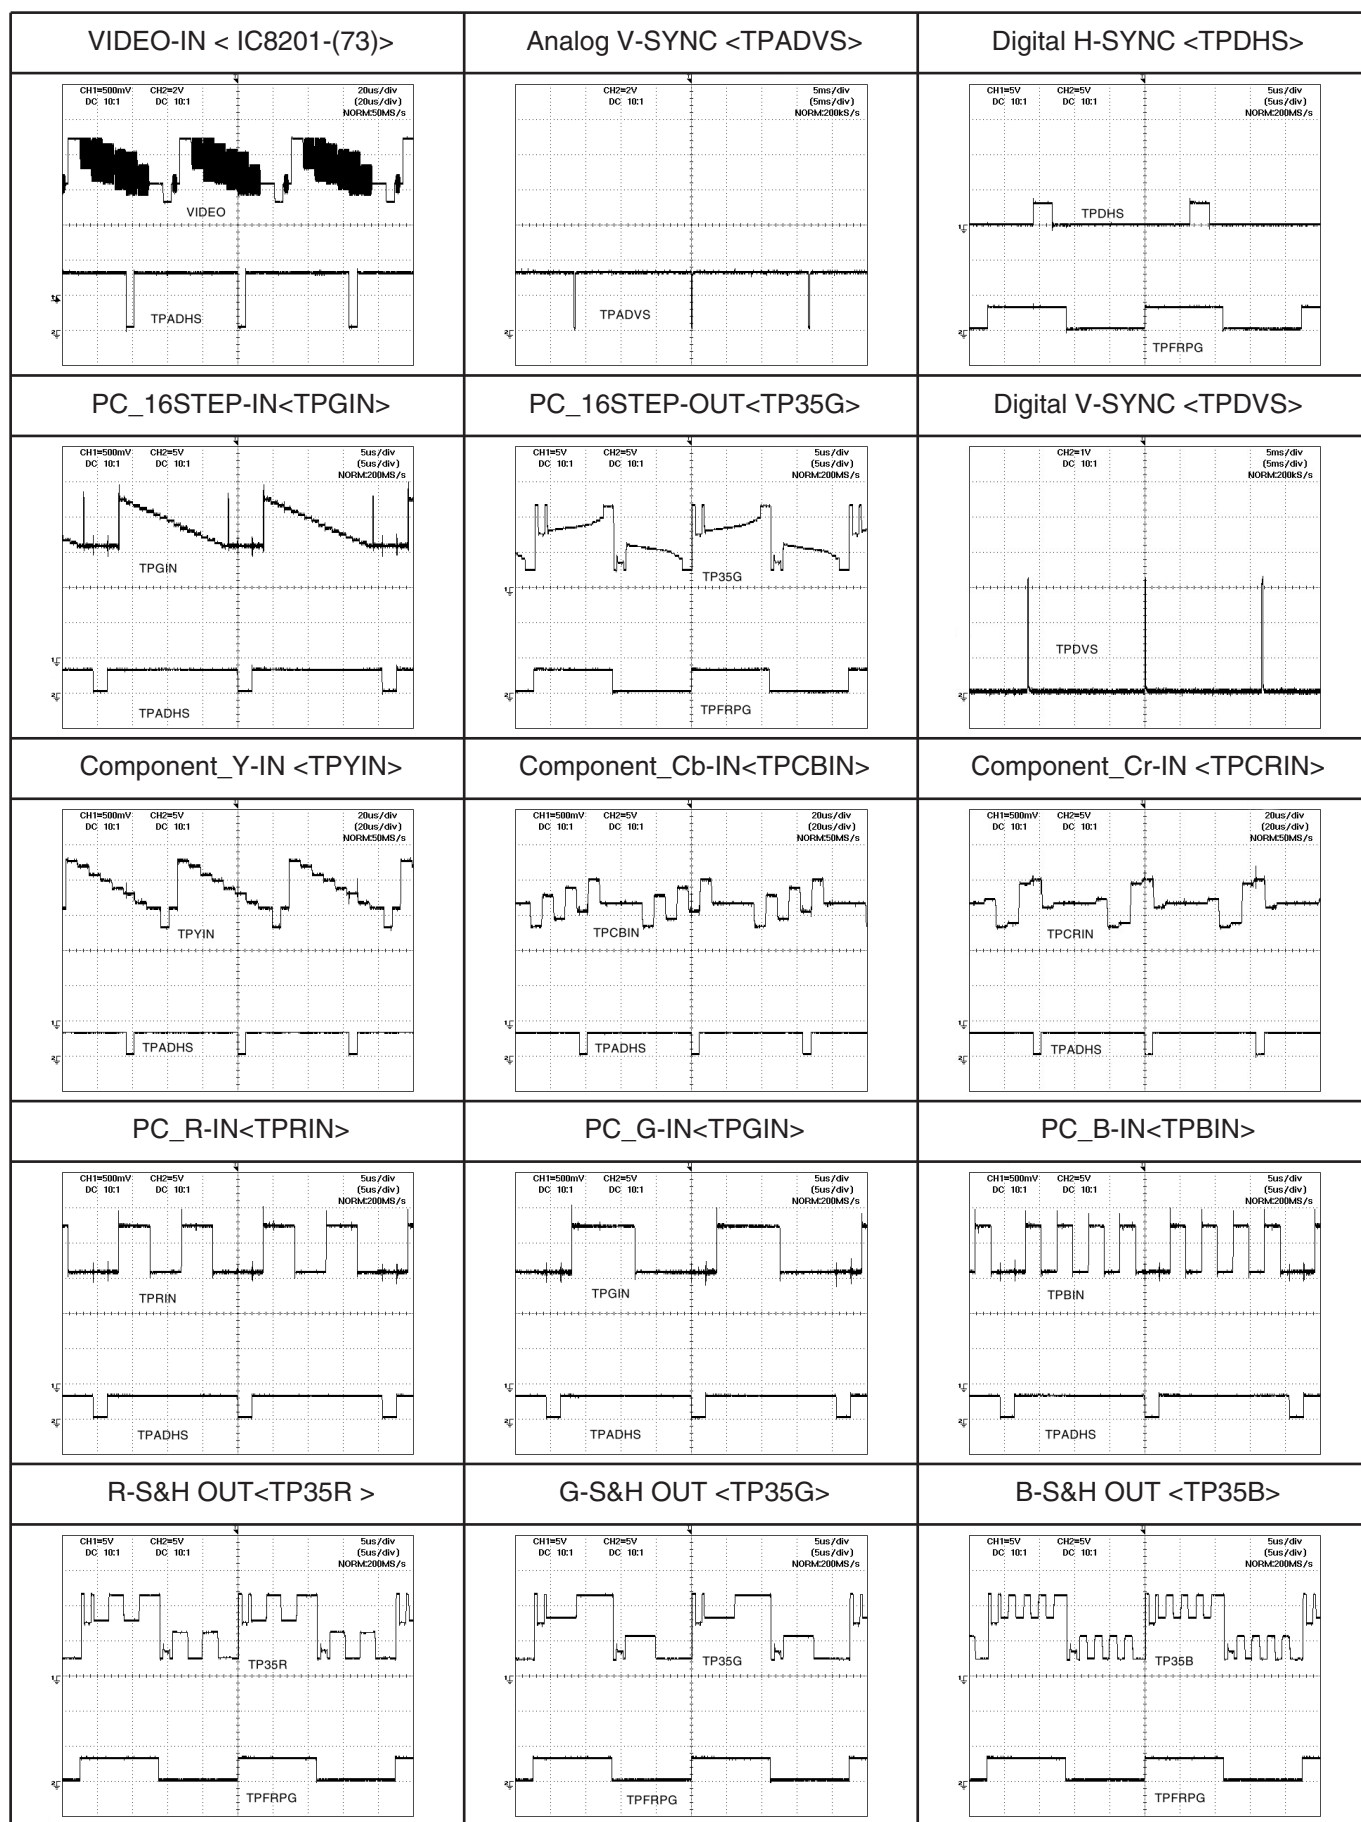 VIDEO-IN < IC8201-(73)>
CH1=500mV CH2=2V 20us/div
DC 10:1 DC 10:1 (20us/div)
NORM:50MS/s
VIDEO
TPADHS
Analog V-SYNC <TPADVS>
CH2=2V 5ms/div
DC 10:1 (5ms/div)
NORM:200kS/s
TPADVS
Digital H-SYNC <TPDHS>
CH1=5V CH2=5V 5us/div
DC 10:1 DC 10:1 (5us/div)
NORM:200MS/s
TPDHS
TPFRPG
PC_16STEP-IN<TPGIN>
CH1=500mV CH2=5V 5us/div
DC 10:1 DC 10:1 (5us/div)
NORM:200MS/s
TPGIN
TPADHS
PC_16STEP-OUT<TP35G>
CH1=5V CH2=5V 5us/div
DC 10:1 DC 10:1 (5us/div)
NORM:200MS/s
TP35G
TPFRPG
Digital V-SYNC <TPDVS>
CH2=1V 5ms/div
DC 10:1 (5ms/div)
NORM:200kS/s
TPDVS
Component_Y-IN <TPYIN>
CH1=500mV CH2=5V 20us/div
DC 10:1 DC 10:1 (20us/div)
NORM:50MS/s
TPYIN
TPADHS
Component_Cb-IN<TPCBIN>
CH1=500mV CH2=5V 20us/div
DC 10:1 DC 10:1 (20us/div)
NORM:50MS/s
TPCBIN
TPADHS
Component_Cr-IN <TPCRIN>
CH1=500mV CH2=5V 20us/div
DC 10:1 DC 10:1 (20us/div)
NORM:50MS/s
TPCRIN
TPADHS
PC_R-IN<TPRIN>
CH1=500mV CH2=5V 5us/div
DC 10:1 DC 10:1 (5us/div)
NORM:200MS/s
TPRIN
TPADHS
PC_G-IN<TPGIN>
CH1=500mV CH2=5V 5us/div
DC 10:1 DC 10:1 (5us/div)
NORM:200MS/s
TPGIN
TPADHS
PC_B-IN<TPBIN>
CH1=500mV CH2=5V 5us/div
DC 10:1 DC 10:1 (5us/div)
NORM:200MS/s
TPBIN
TPADHS
R-S&H OUT<TP35R >
CH1=5V CH2=5V 5us/div
DC 10:1 DC 10:1 (5us/div)
NORM:200MS/s
TP35R
TPFRPG
G-S&H OUT <TP35G>
CH1=5V CH2=5V 5us/div
DC 10:1 DC 10:1 (5us/div)
NORM:200MS/s
TP35G
TPFRPG
B-S&H OUT <TP35B>
CH1=5V CH2=5V 5us/div
DC 10:1 DC 10:1 (5us/div)
NORM:200MS/s
TP35B
TPFRPG